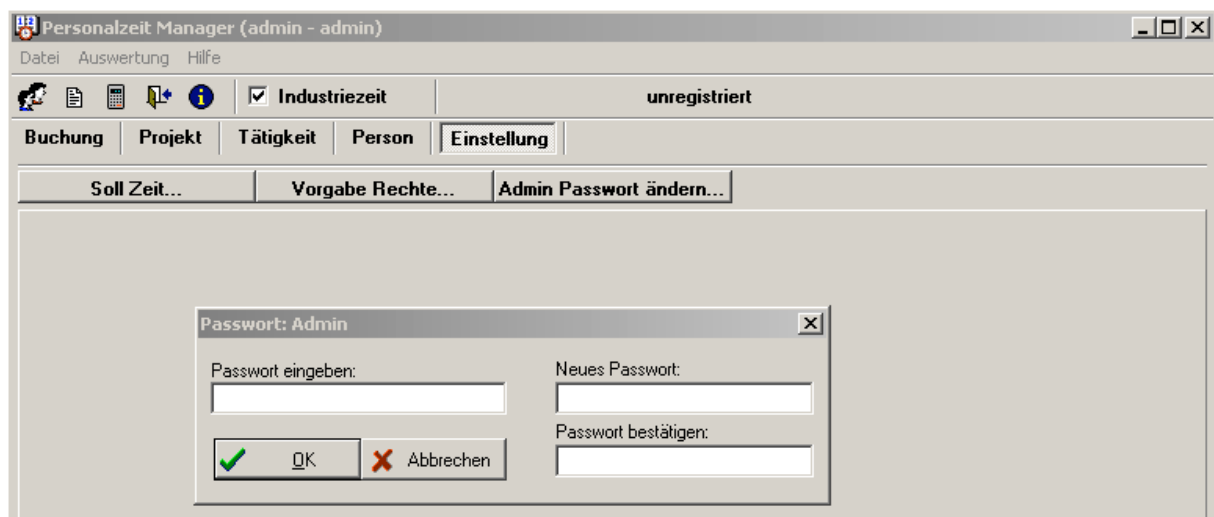 Personalzeit Manager (admin - admin)
Datei Auswertung Hilfe
Industriezeit unregistriert
Buchung Projekt Tätigkeit Person Einstellung
Soll Zeit... Vorgabe Rechte... Admin Passwort ändern...
Passwort: Admin
Passwort eingeben: Neues Passwort:
Passwort bestätigen:
OK Abbrechen